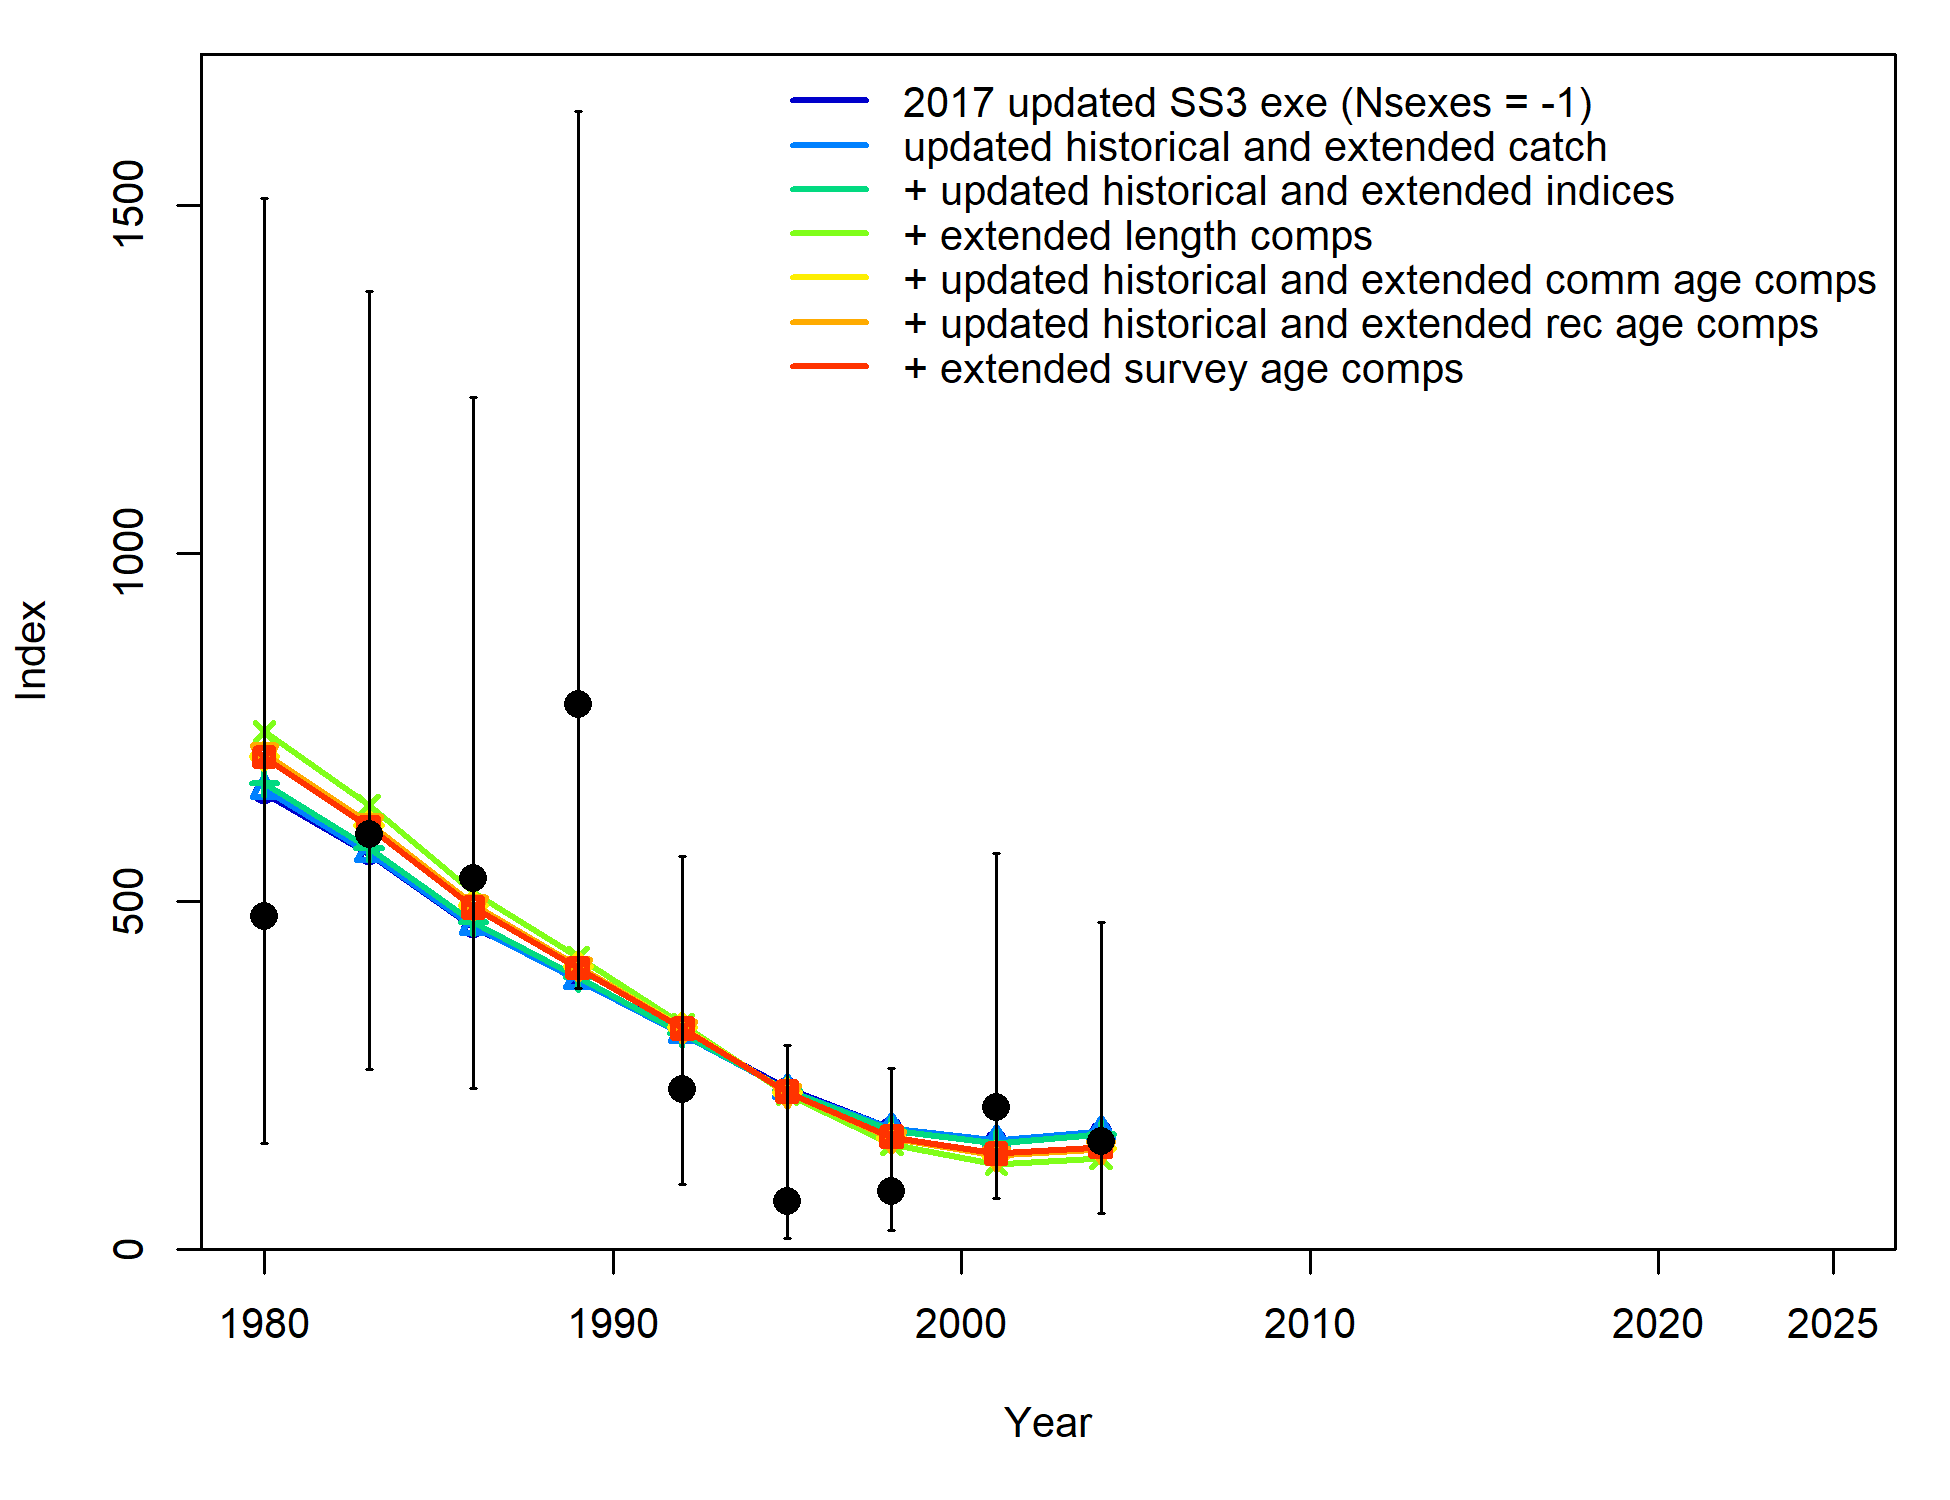 2017 updated SS3 exe (Nsexes = -1)
updated historical and extended catch
+ updated historical and extended indices
+ extended length comps
+ updated historical and extended comm age comps
+ updated historical and extended rec age comps
+ extended survey age comps
1500
1000
500
0
Index
1980 1990 2000 2010 2020 2025
Year